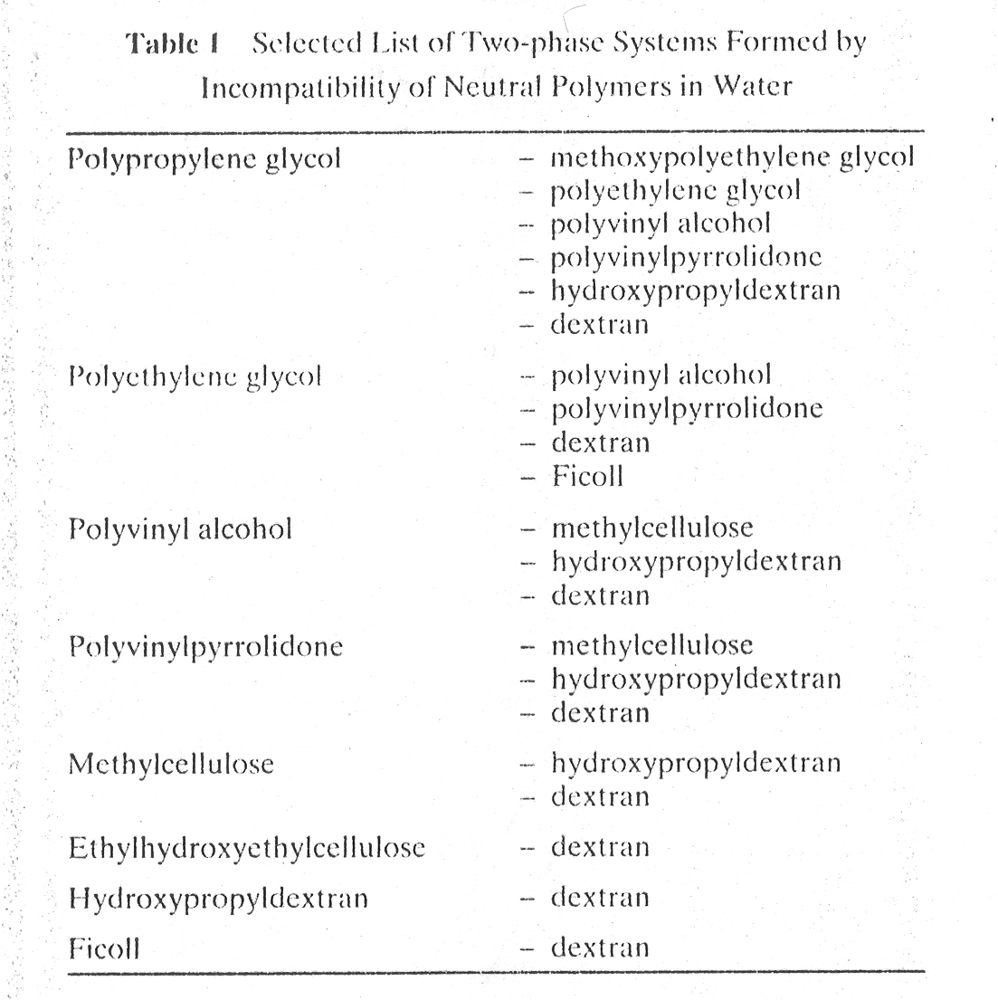 Table 1 Selected List of Two-phase Systems Formed by
Incompatibility of Neutral Polymers in Water
Polypropylene glycol – methoxypolyethylene glycol
– polyethylene glycol
– polyvinyl alcohol
– polyvinylpyrrolidone
– hydroxypropyldextran
– dextran
Polyethylene glycol – polyvinyl alcohol
– polyvinylpyrrolidone
– dextran
– Ficoll
Polyvinyl alcohol – methylcellulose
– hydroxypropyldextran
– dextran
Polyvinylpyrrolidone – methylcellulose
– hydroxypropyldextran
– dextran
Methylcellulose – hydroxypropyldextran
– dextran
Ethylhydroxyethylcellulose – dextran
Hydroxypropyldextran – dextran
Ficoll – dextran